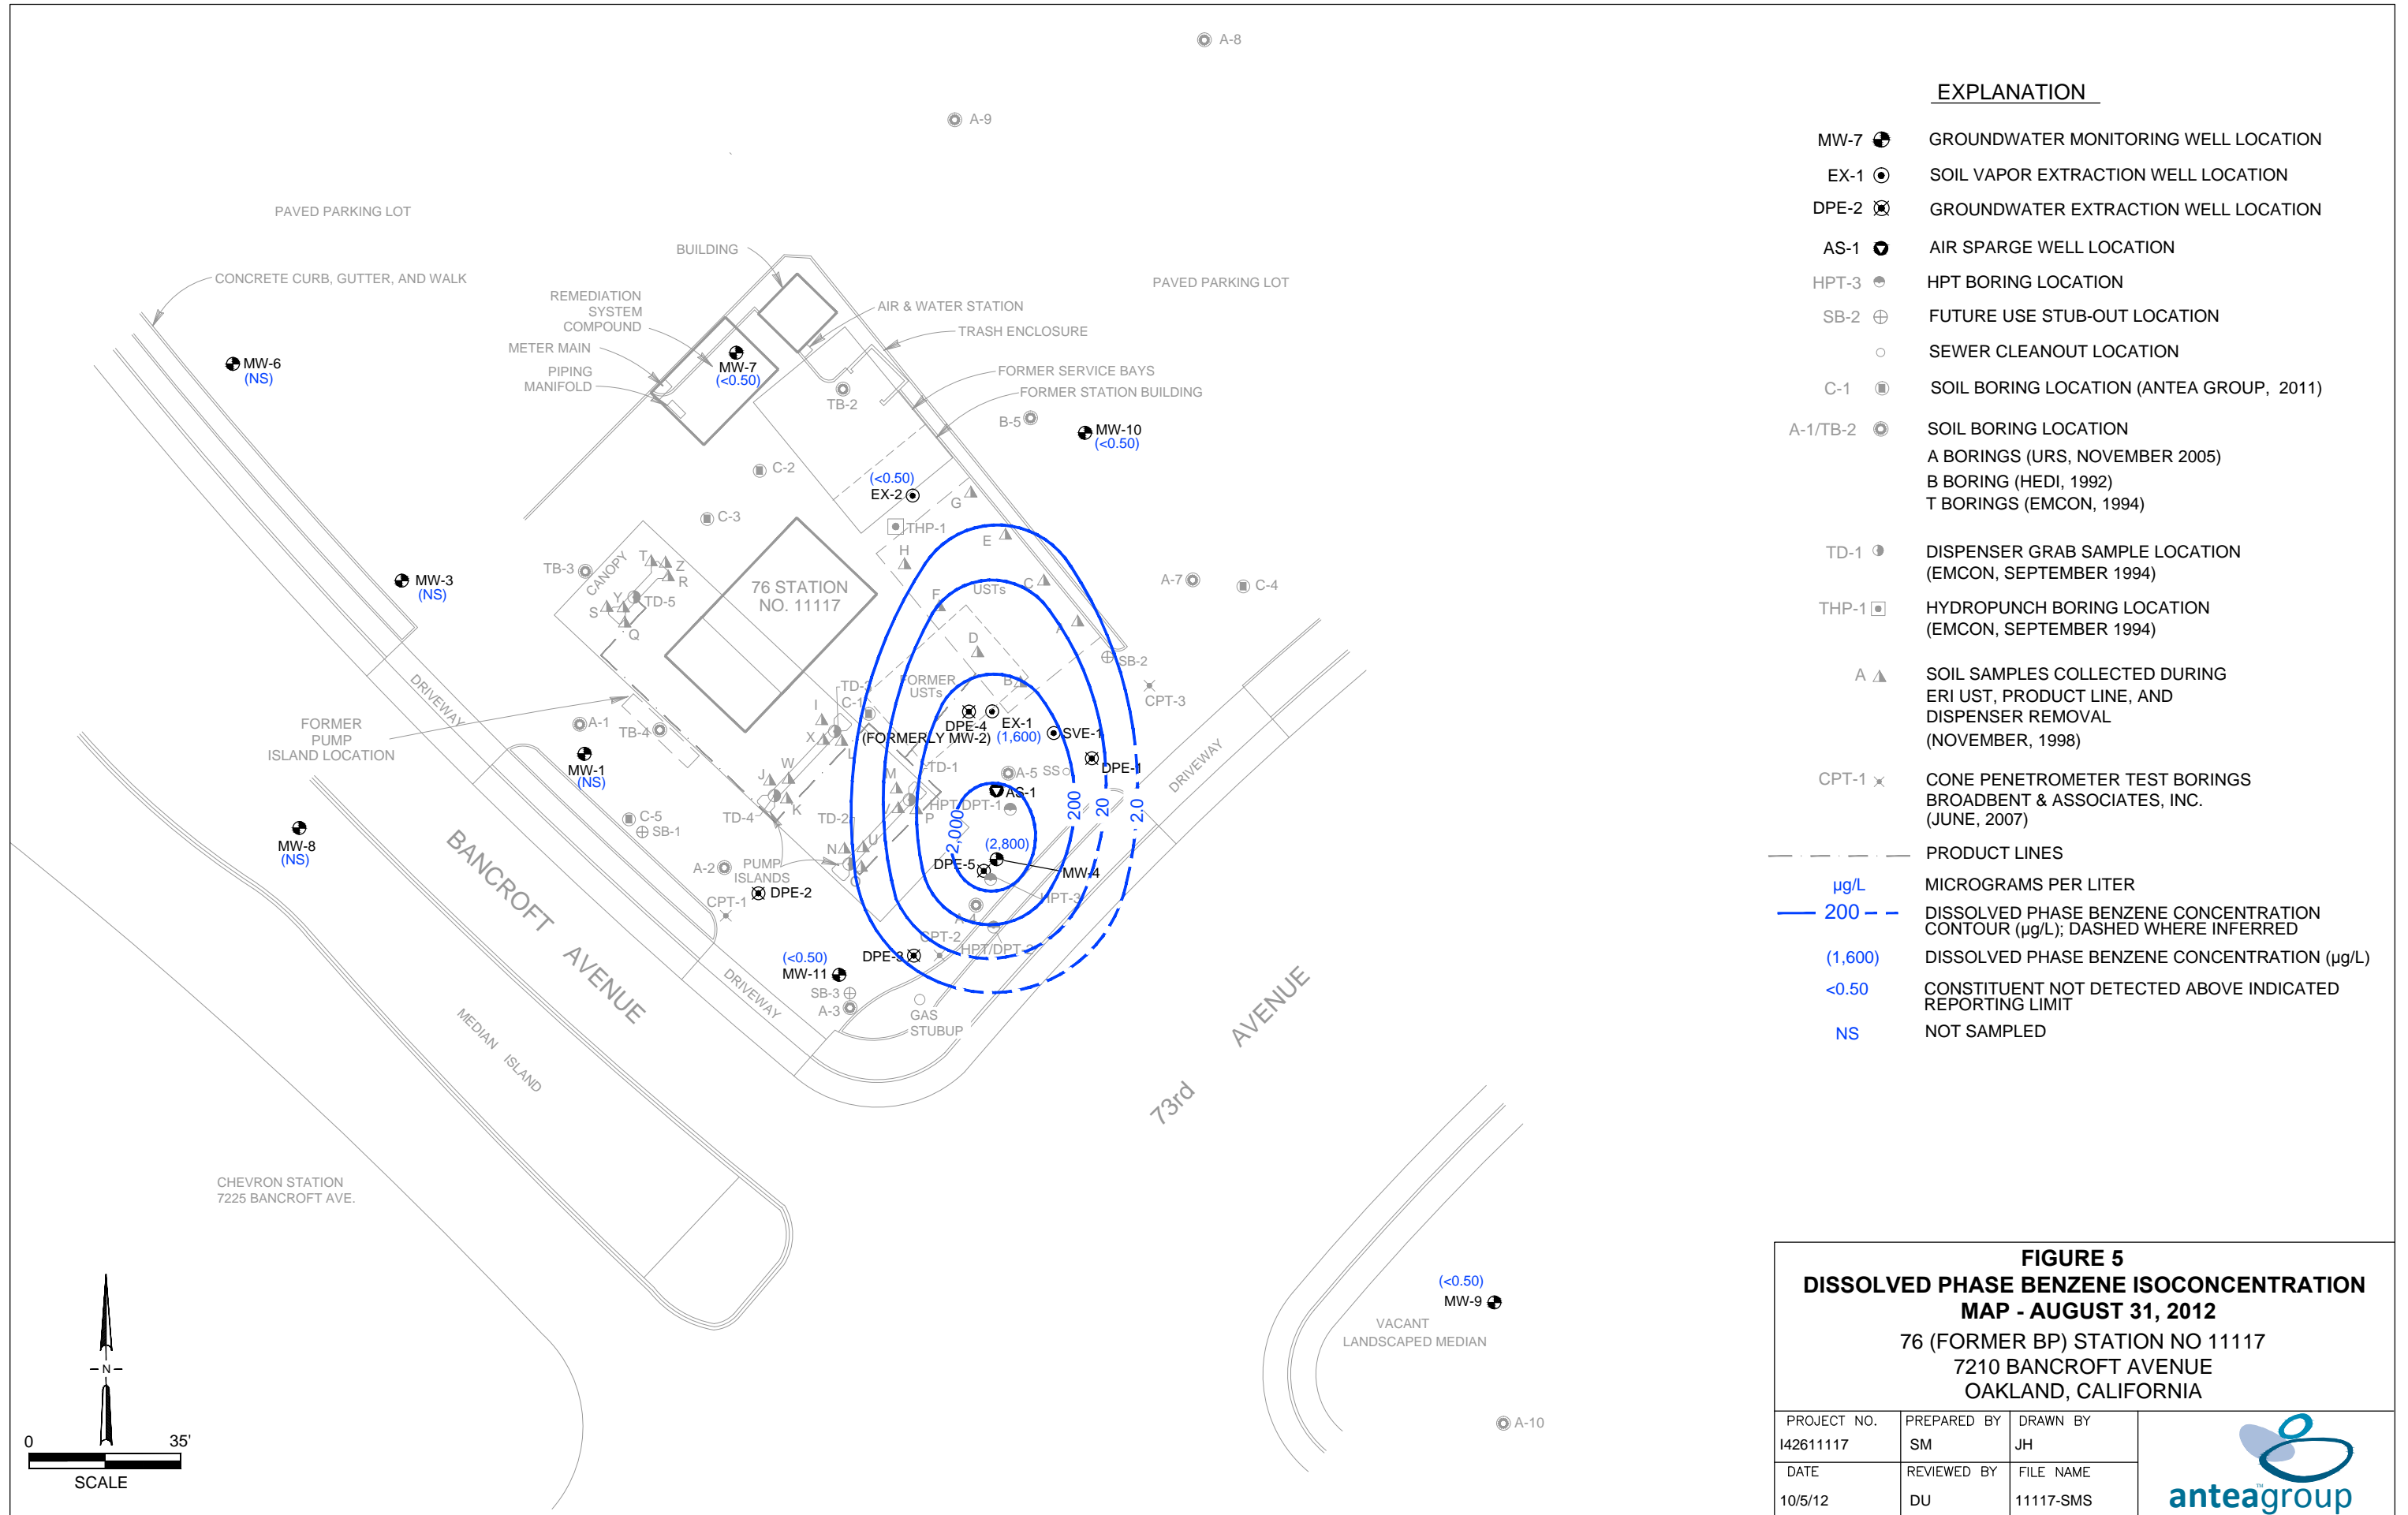 A-8
A-9
PAVED PARKING LOT
BUILDING
CONCRETE CURB, GUTTER, AND WALK
REMEDIATION
SYSTEM
COMPOUND
AIR & WATER STATION
PAVED PARKING LOT
TRASH ENCLOSURE
METER MAIN
PIPING
MANIFOLD
MW-6
(NS)
MW-7
(<0.50)
FORMER SERVICE BAYS
FORMER STATION BUILDING
TB-2
B-5
MW-10
(<0.50)
C-2
(<0.50)
EX-2
G
C-3
THP-1
E
H
TB-3
CANOPY
T
Z
R
MW-3
(NS)
76 STATION
NO. 11117
USTs
C
A-7
C-4
F
S
Y
TD-5
Q
A
D
SB-2
DRIVEWAY
TD-3
C-1
FORMER
USTs
B
CPT-3
I
FORMER
PUMP
ISLAND LOCATION
A-1
TB-4
X
L
DPE-4
EX-1
(FORMERLY MW-2)
(1,600)
SVE-1
MW-1
(NS)
J
W
M
TD-1
A-5
SS
DPE-1
DRIVEWAY
K
AS-1
HPT/DPT-1
V
P
200
20
2.0
2,000
TD-4
TD-2
C-5
SB-1
MW-8
(NS)
BANCROFT AVENUE
N
U
(2,800)
A-2
PUMP
ISLANDS
O
DPE-5
MW-4
DPE-2
HPT-3
CPT-1
A-4
CPT-2
HPT/DPT-2
DPE-3
(<0.50)
MW-11
SB-3
A-3
GAS
STUBUP
DRIVEWAY
MEDIAN ISLAND
73rd AVENUE
CHEVRON STATION
7225 BANCROFT AVE.
(<0.50)
MW-9
VACANT
LANDSCAPED MEDIAN
A-10
N
0 35'
SCALE
EXPLANATION
MW-7 GROUNDWATER MONITORING WELL LOCATION
EX-1 SOIL VAPOR EXTRACTION WELL LOCATION
DPE-2 GROUNDWATER EXTRACTION WELL LOCATION
AS-1 AIR SPARGE WELL LOCATION
HPT-3 HPT BORING LOCATION
SB-2 FUTURE USE STUB-OUT LOCATION
SEWER CLEANOUT LOCATION
C-1 SOIL BORING LOCATION (ANTEA GROUP, 2011)
A-1/TB-2 SOIL BORING LOCATION
A BORINGS (URS, NOVEMBER 2005)
B BORING (HEDI, 1992)
T BORINGS (EMCON, 1994)
TD-1 DISPENSER GRAB SAMPLE LOCATION
(EMCON, SEPTEMBER 1994)
THP-1 HYDROPUNCH BORING LOCATION
(EMCON, SEPTEMBER 1994)
A SOIL SAMPLES COLLECTED DURING
ERI UST, PRODUCT LINE, AND
DISPENSER REMOVAL
(NOVEMBER, 1998)
CPT-1 CONE PENETROMETER TEST BORINGS
BROADBENT & ASSOCIATES, INC.
(JUNE, 2007)
PRODUCT LINES
µg/L MICROGRAMS PER LITER
200 DISSOLVED PHASE BENZENE CONCENTRATION
CONTOUR (µg/L); DASHED WHERE INFERRED
(1,600) DISSOLVED PHASE BENZENE CONCENTRATION (µg/L)
<0.50 CONSTITUENT NOT DETECTED ABOVE INDICATED
REPORTING LIMIT
NS NOT SAMPLED
FIGURE 5
DISSOLVED PHASE BENZENE ISOCONCENTRATION
MAP - AUGUST 31, 2012
76 (FORMER BP) STATION NO 11117
7210 BANCROFT AVENUE
OAKLAND, CALIFORNIA
PROJECT NO. PREPARED BY DRAWN BY
I42611117 SM JH
DATE REVIEWED BY FILE NAME
10/5/12 DU 11117-SMS
anteagroup™